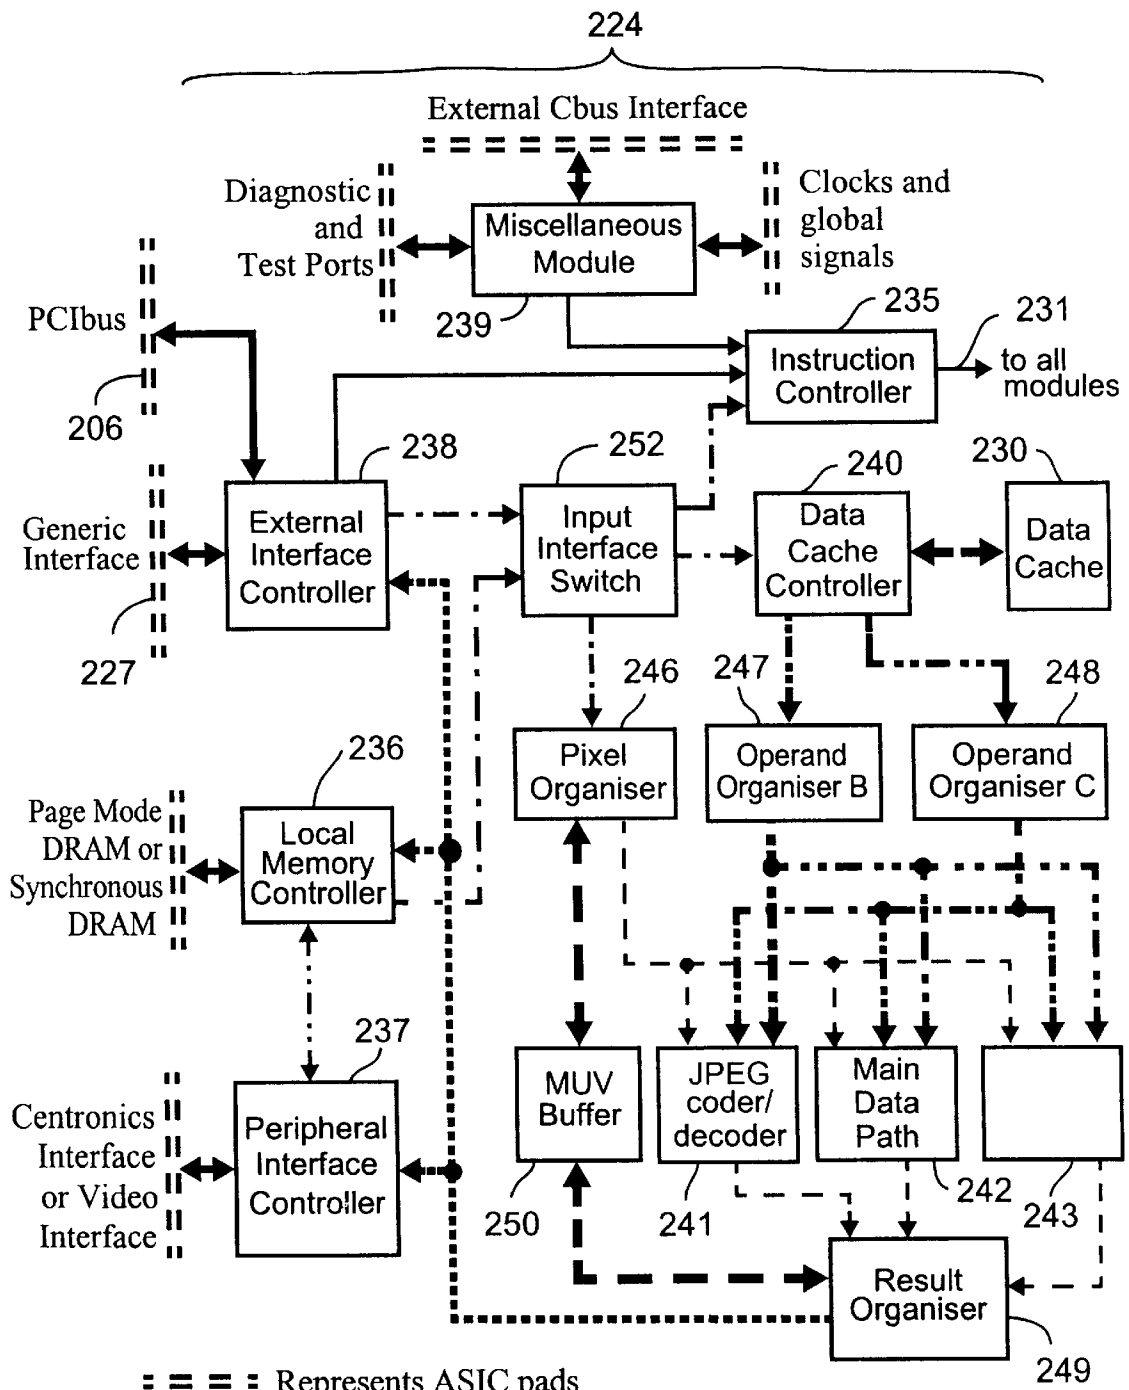 224
External Cbus Interface
Diagnostic
and
Test Ports
Miscellaneous
Module
Clocks and
global
signals
239
PCIbus
206
235
231
Instruction
Controller
to all
modules
238
252
240
230
Generic
Interface
227
External
Interface
Controller
Input
Interface
Switch
Data
Cache
Controller
Data
Cache
246
247
248
Pixel
Organiser
Operand
Organiser B
Operand
Organiser C
236
Page Mode
DRAM or
Synchronous
DRAM
Local
Memory
Controller
237
Centronics
Interface
or Video
Interface
Peripheral
Interface
Controller
MUV
Buffer
JPEG
coder/
decoder
Main
Data
Path
250
241
242
243
Result
Organiser
249
Represents ASIC pads